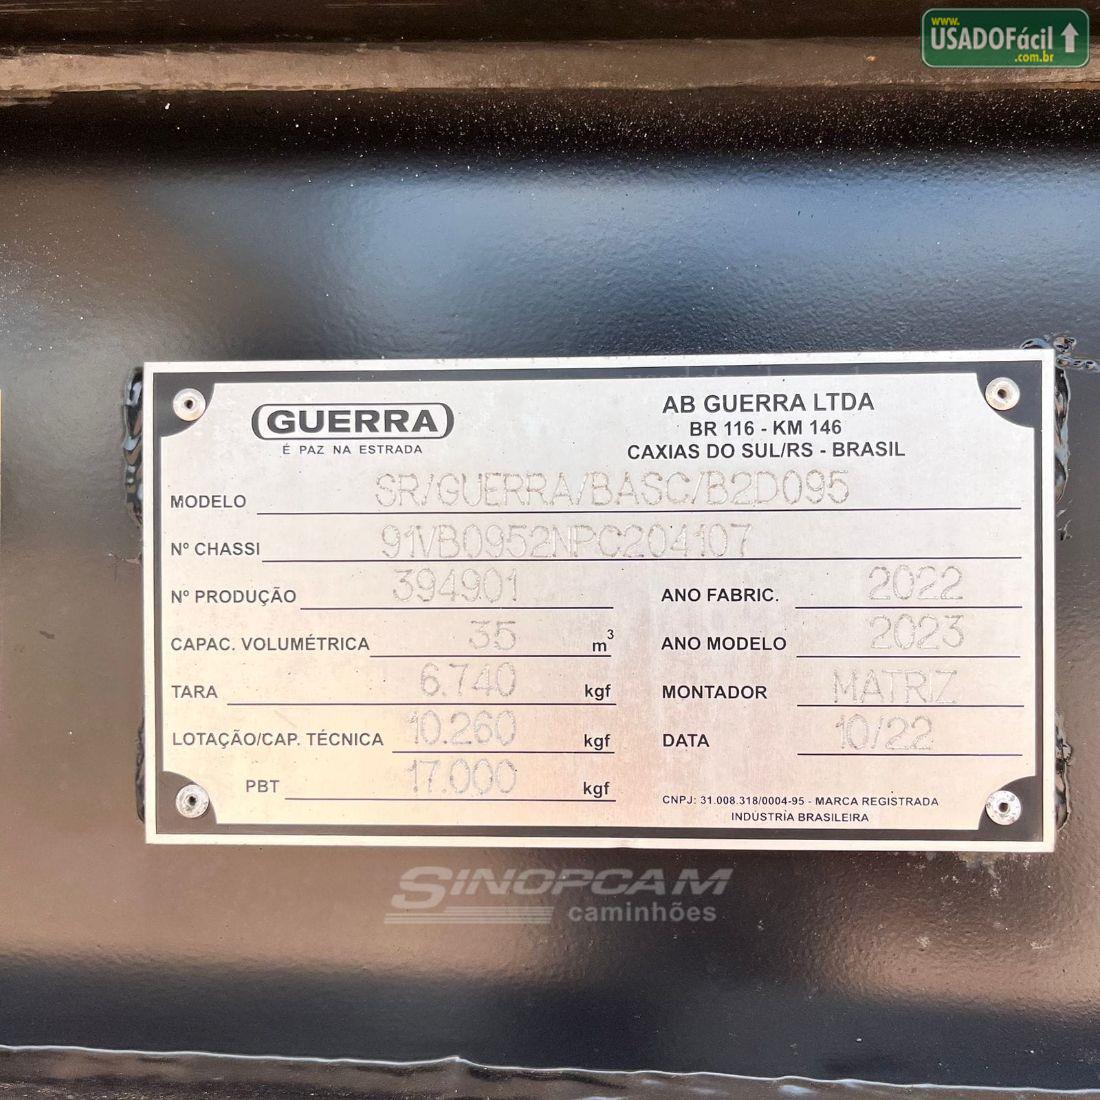 www.
USADOFácil
.com.br
GUERRA
É PAZ NA ESTRADA
AB GUERRA LTDA
BR 116 - KM 146
CAXIAS DO SUL/RS - BRASIL
MODELO SR/GUERRA/BASC/B2D095
Nº CHASSI 91VB0952NPC204107
Nº PRODUÇÃO 394901 ANO FABRIC. 2022
CAPAC. VOLUMÉTRICA 35 m³ ANO MODELO 2023
TARA 6.740 kgf MONTADOR MATRIZ
LOTAÇÃO/CAP. TÉCNICA 10.260 kgf DATA 10/22
PBT 17.000 kgf
CNPJ: 31.008.318/0004-95 - MARCA REGISTRADA
INDÚSTRIA BRASILEIRA
SINOPCAM
caminhões